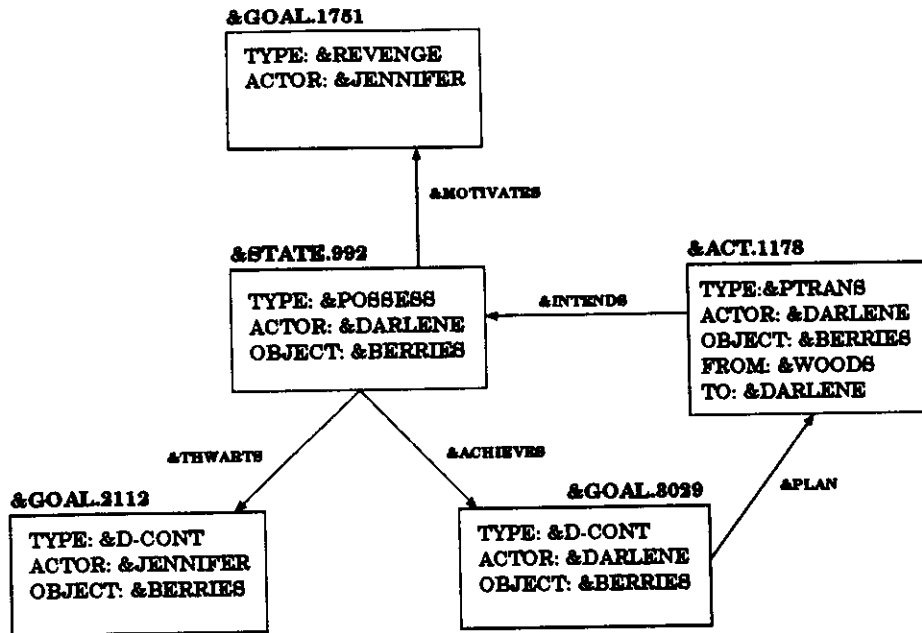 &GOAL.1751
TYPE: &REVENGE
ACTOR: &JENNIFER
&MOTIVATES
&STATE.992
TYPE: &POSSESS
ACTOR: &DARLENE
OBJECT: &BERRIES
&INTENDS
&ACT.1178
TYPE:&PTRANS
ACTOR: &DARLENE
OBJECT: &BERRIES
FROM: &WOODS
TO: &DARLENE
&THWARTS
&ACHIEVES
&PLAN
&GOAL.2112
TYPE: &D-CONT
ACTOR: &JENNIFER
OBJECT: &BERRIES
&GOAL.3029
TYPE: &D-CONT
ACTOR: &DARLENE
OBJECT: &BERRIES